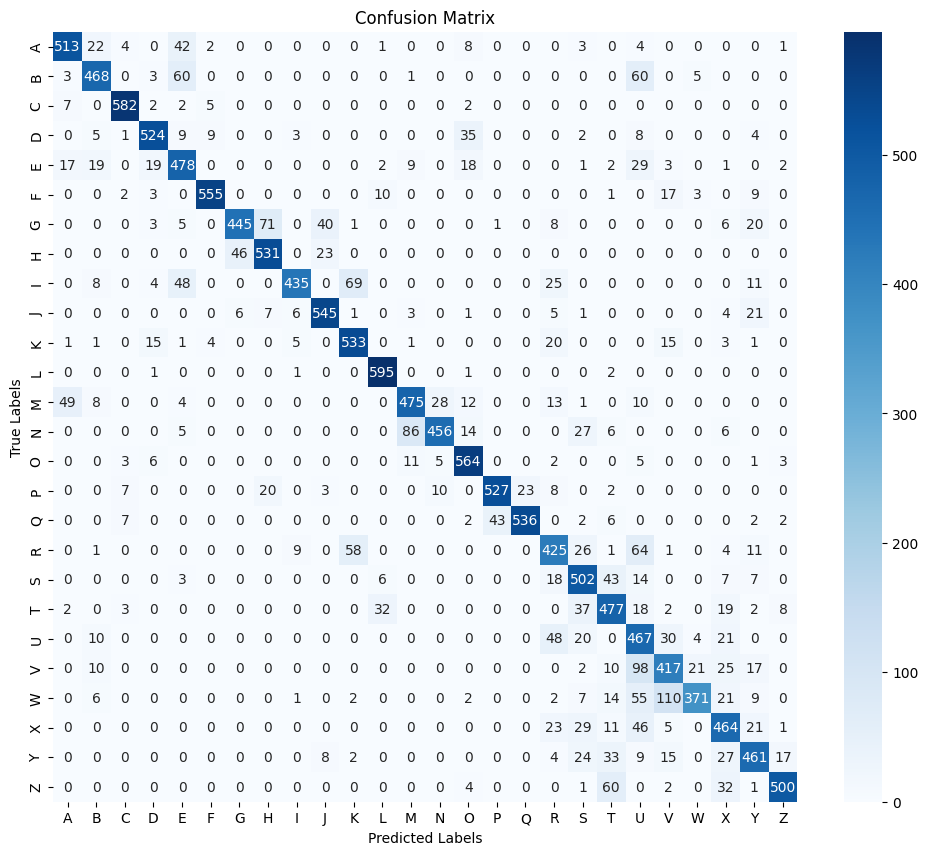 Confusion Matrix
A 513 22 4 0 42 2 0 0 0 0 0 1 0 0 8 0 0 0 3 0 4 0 0 0 0 1
B 3 468 0 3 60 0 0 0 0 0 0 0 1 0 0 0 0 0 0 0 60 0 5 0 0 0
C 7 0 582 2 2 5 0 0 0 0 0 0 0 0 2 0 0 0 0 0 0 0 0 0 0 0
D 0 5 1 524 9 9 0 0 3 0 0 0 0 0 35 0 0 0 2 0 8 0 0 0 4 0
E 17 19 0 19 478 0 0 0 0 0 0 2 9 0 18 0 0 0 1 2 29 3 0 1 0 2
F 0 0 2 3 0 555 0 0 0 0 0 10 0 0 0 0 0 0 0 1 0 17 3 0 9 0
G 0 0 0 3 5 0 445 71 0 40 1 0 0 0 0 1 0 8 0 0 0 0 0 6 20 0
H 0 0 0 0 0 0 46 531 0 23 0 0 0 0 0 0 0 0 0 0 0 0 0 0 0 0
I 0 8 0 4 48 0 0 0 435 0 69 0 0 0 0 0 0 25 0 0 0 0 0 0 11 0
J 0 0 0 0 0 0 6 7 6 545 1 0 3 0 1 0 0 5 1 0 0 0 0 4 21 0
K 1 1 0 15 1 4 0 0 5 0 533 0 1 0 0 0 0 20 0 0 0 15 0 3 1 0
L 0 0 0 1 0 0 0 0 1 0 0 595 0 0 1 0 0 0 0 2 0 0 0 0 0 0
M 49 8 0 0 4 0 0 0 0 0 0 0 475 28 12 0 0 13 1 0 10 0 0 0 0 0
N 0 0 0 0 5 0 0 0 0 0 0 0 86 456 14 0 0 0 27 6 0 0 0 6 0 0
O 0 0 3 6 0 0 0 0 0 0 0 0 11 5 564 0 0 2 0 0 5 0 0 0 1 3
P 0 0 7 0 0 0 0 20 0 3 0 0 0 10 0 527 23 8 0 2 0 0 0 0 0 0
Q 0 0 7 0 0 0 0 0 0 0 0 0 0 0 2 43 536 0 2 6 0 0 0 0 2 2
R 0 1 0 0 0 0 0 0 9 0 58 0 0 0 0 0 0 425 26 1 64 1 0 4 11 0
S 0 0 0 0 3 0 0 0 0 0 0 6 0 0 0 0 0 18 502 43 14 0 0 7 7 0
T 2 0 3 0 0 0 0 0 0 0 0 32 0 0 0 0 0 0 37 477 18 2 0 19 2 8
U 0 10 0 0 0 0 0 0 0 0 0 0 0 0 0 0 0 48 20 0 467 30 4 21 0 0
V 0 10 0 0 0 0 0 0 0 0 0 0 0 0 0 0 0 0 2 10 98 417 21 25 17 0
W 0 6 0 0 0 0 0 0 1 0 2 0 0 0 2 0 0 2 7 14 55 110 371 21 9 0
X 0 0 0 0 0 0 0 0 0 0 0 0 0 0 0 0 0 23 29 11 46 5 0 464 21 1
Y 0 0 0 0 0 0 0 0 0 8 2 0 0 0 0 0 0 4 24 33 9 15 0 27 461 17
Z 0 0 0 0 0 0 0 0 0 0 0 0 0 0 4 0 0 0 1 60 0 2 0 32 1 500
A B C D E F G H I J K L M N O P Q R S T U V W X Y Z
Predicted Labels
True Labels
500
400
300
200
100
0